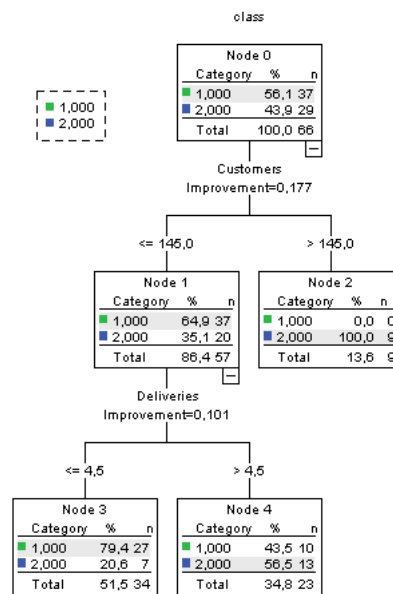 class
Node 0
Category % n
1,000 56,1 37
2,000 43,9 29
Total 100,0 66
1,000
2,000
Customers
Improvement=0,177
<= 145,0
> 145,0
Node 1
Category % n
1,000 64,9 37
2,000 35,1 20
Total 86,4 57
Node 2
Category % n
1,000 0,0 0
2,000 100,0 9
Total 13,6 9
Deliveries
Improvement=0,101
<= 4,5
> 4,5
Node 3
Category % n
1,000 79,4 27
2,000 20,6 7
Total 51,5 34
Node 4
Category % n
1,000 43,5 10
2,000 56,5 13
Total 34,8 23